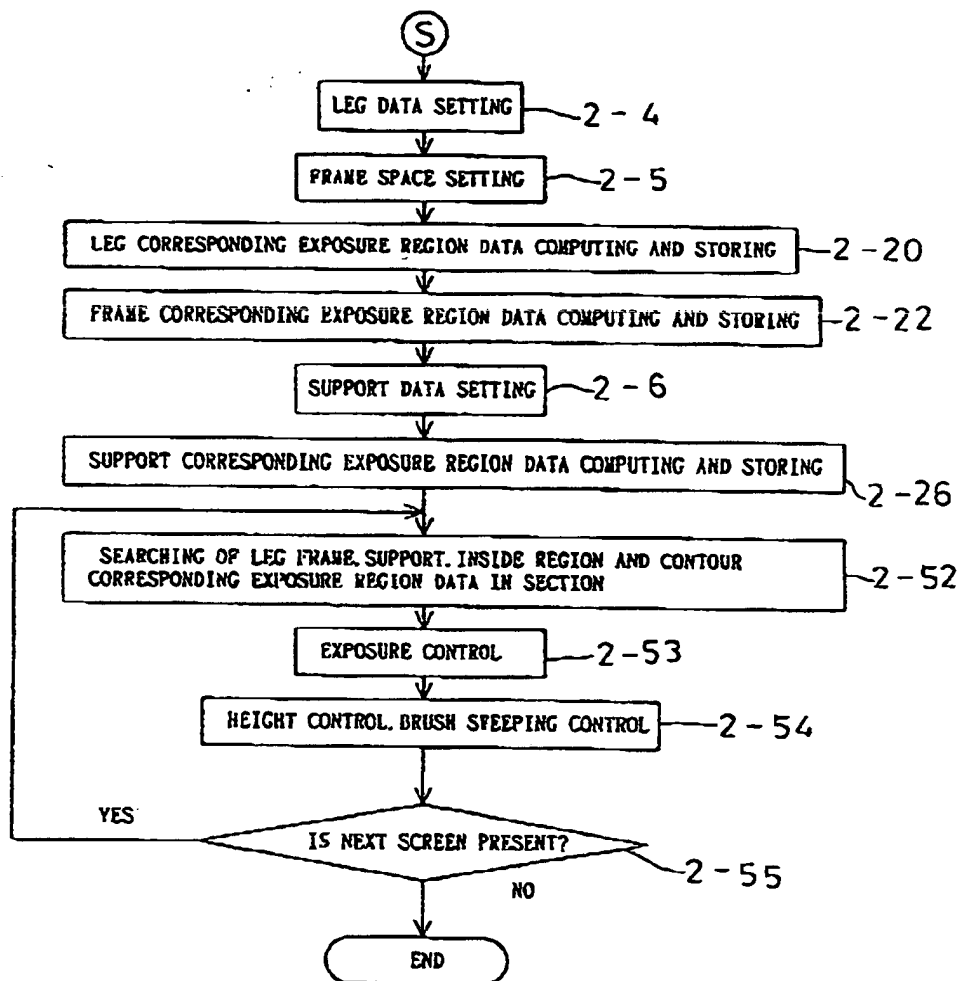 S
LEG DATA SETTING
2-4
FRAME SPACE SETTING
2-5
LEG CORRESPONDING EXPOSURE REGION DATA COMPUTING AND STORING
2-20
FRAME CORRESPONDING EXPOSURE REGION DATA COMPUTING AND STORING
2-22
SUPPORT DATA SETTING
2-6
SUPPORT CORRESPONDING EXPOSURE REGION DATA COMPUTING AND STORING
2-26
SEARCHING OF LEG FRAME. SUPPORT. INSIDE REGION AND CONTOUR
CORRESPONDING EXPOSURE REGION DATA IN SECTION
2-52
EXPOSURE CONTROL
2-53
HEIGHT CONTROL. BRUSH SWEEPING CONTROL
2-54
YES
IS NEXT SCREEN PRESENT?
2-55
NO
END